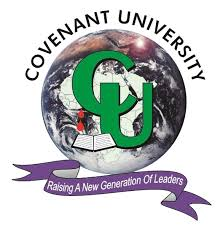 COVENANT UNIVERSITY
CU
Raising A New Generation Of Leaders